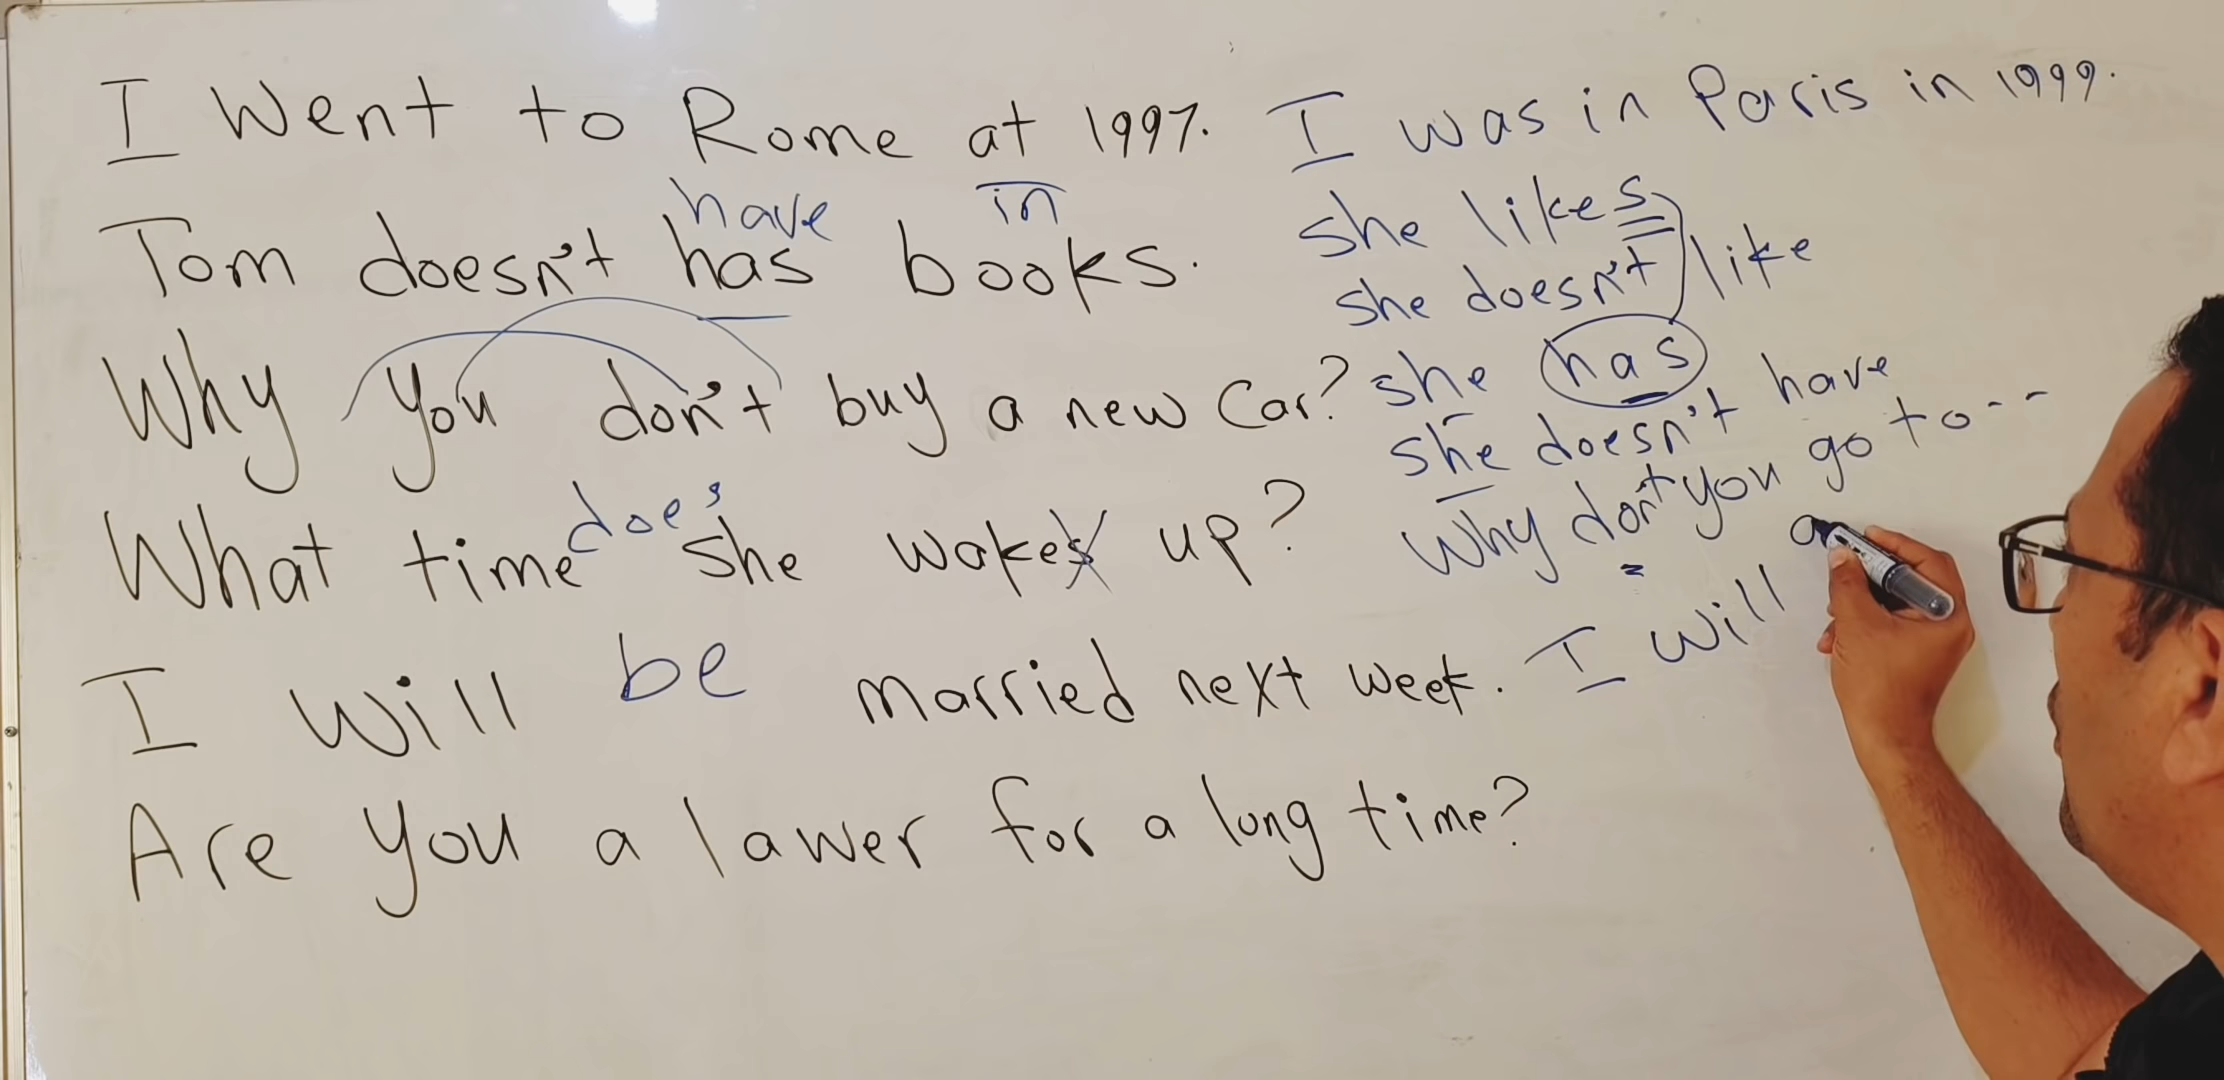 I Went to Rome at 1997. I was in Paris in 1999.
in
have
Tom doesn't has books. she likes
she doesn't like
Why you don't buy a new Car? she has
she doesn't have
does
What time she wakes up? Why don't you go to--
be
I will married next week. I will a
Are you a lawer for a long time?